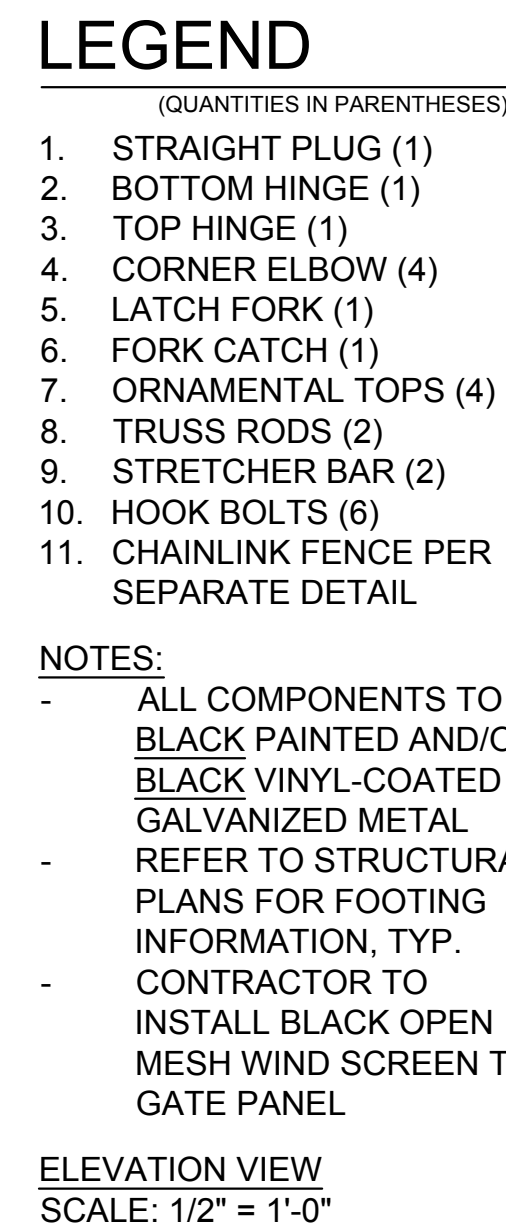 LEGEND
(QUANTITIES IN PARENTHESES)
1. STRAIGHT PLUG (1)
2. BOTTOM HINGE (1)
3. TOP HINGE (1)
4. CORNER ELBOW (4)
5. LATCH FORK (1)
6. FORK CATCH (1)
7. ORNAMENTAL TOPS (4)
8. TRUSS RODS (2)
9. STRETCHER BAR (2)
10. HOOK BOLTS (6)
11. CHAINLINK FENCE PER
SEPARATE DETAIL
NOTES:
- ALL COMPONENTS TO
BLACK PAINTED
BLACK VINYL-COATED
GALVANIZED METAL
- REFER TO
PLANS FOR FOOTING
INFORMATION, TYP.
- CONTRACTOR TO
INSTALL BLACK OPEN
MESH WIND SCREEN
GATE PANEL
ELEVATION VIEW
SCALE: 1/2" = 1'-0"